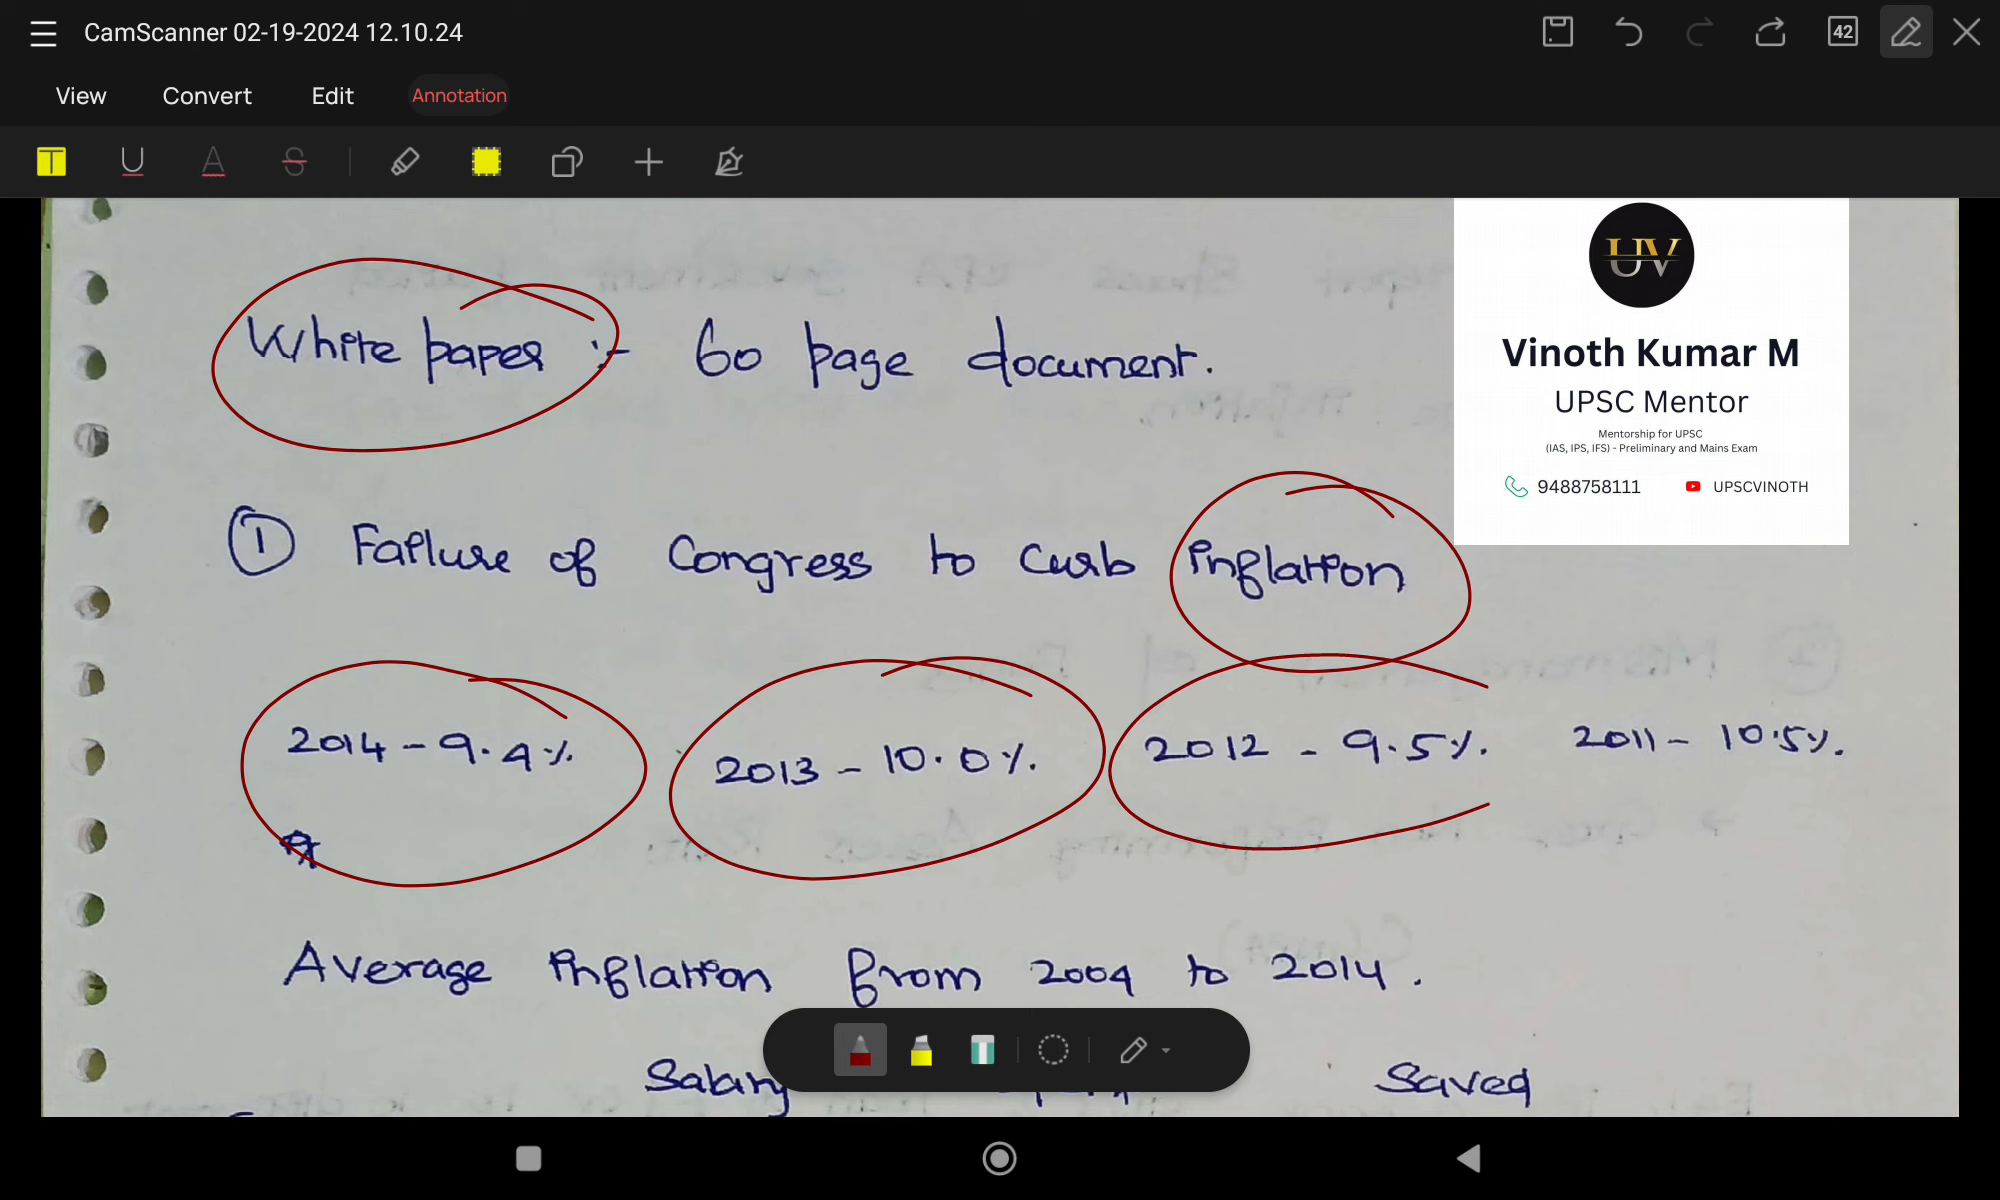 CamScanner 02-19-2024 12.10.24
42
View Convert Edit Annotation
T U A S
UV
Vinoth Kumar M
UPSC Mentor
Mentorship for UPSC
(IAS, IPS, IFS) - Preliminary and Mains Exam
9488758111 UPSCVINOTH
White paper :- 60 page document.
① Failure of Congress to curb inflation
2014 - 9.4%. 2013 - 10.0%. 2012 - 9.5%. 2011 - 10.5%.
Average inflation from 2004 to 2014.
Salary Saved